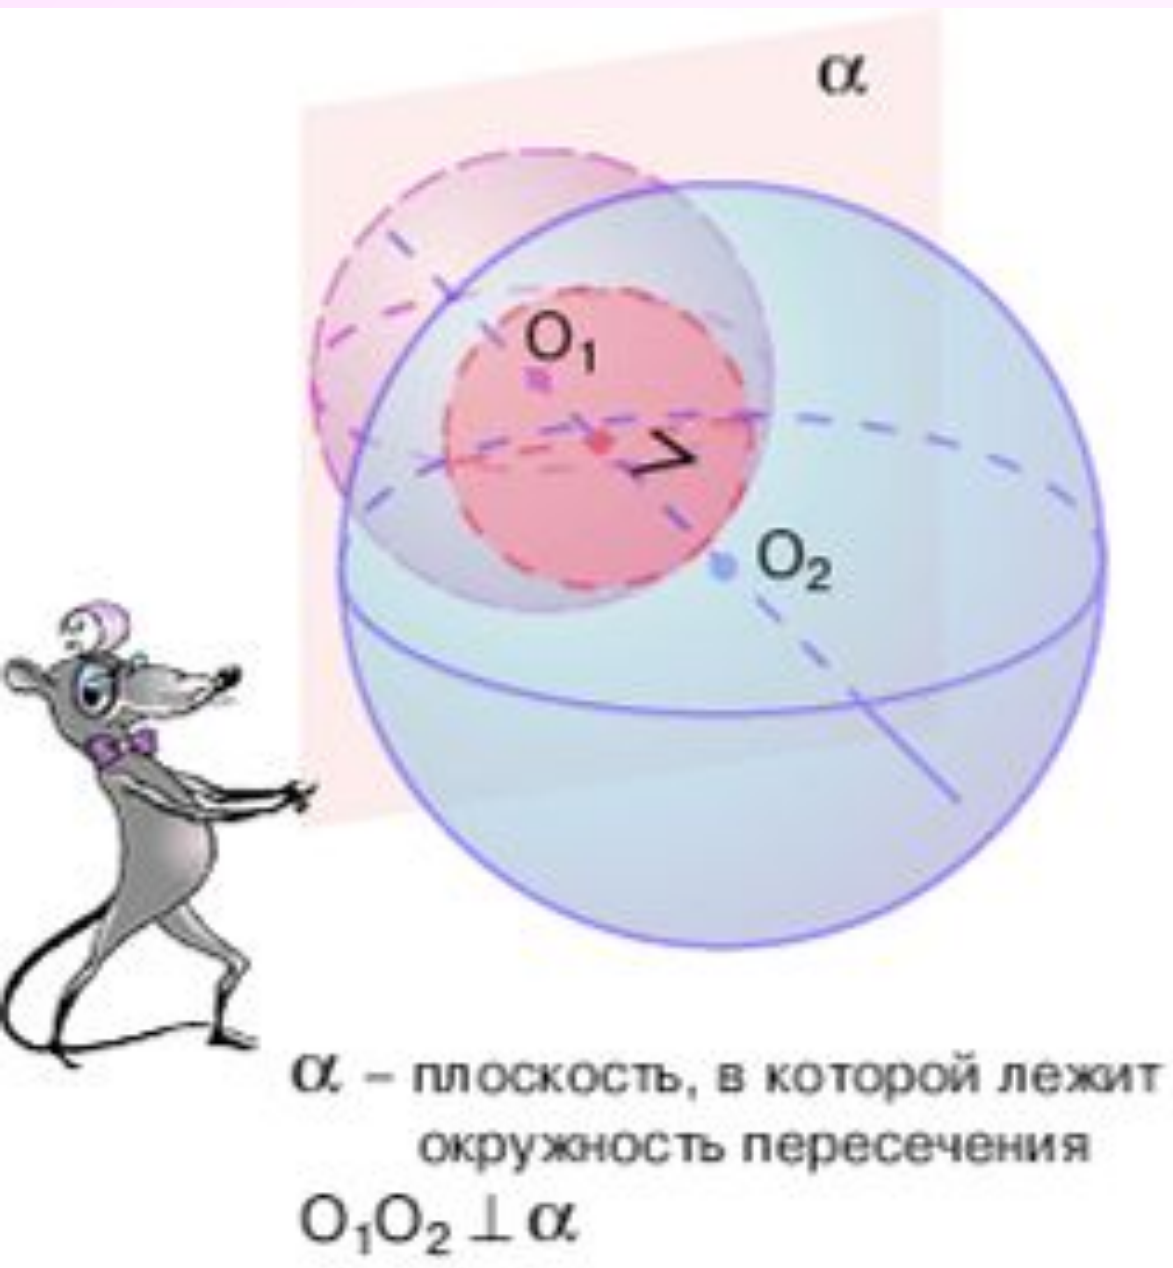 α
O₁
O₂
α – плоскость, в которой лежит
окружность пересечения
O₁O₂ ⊥ α